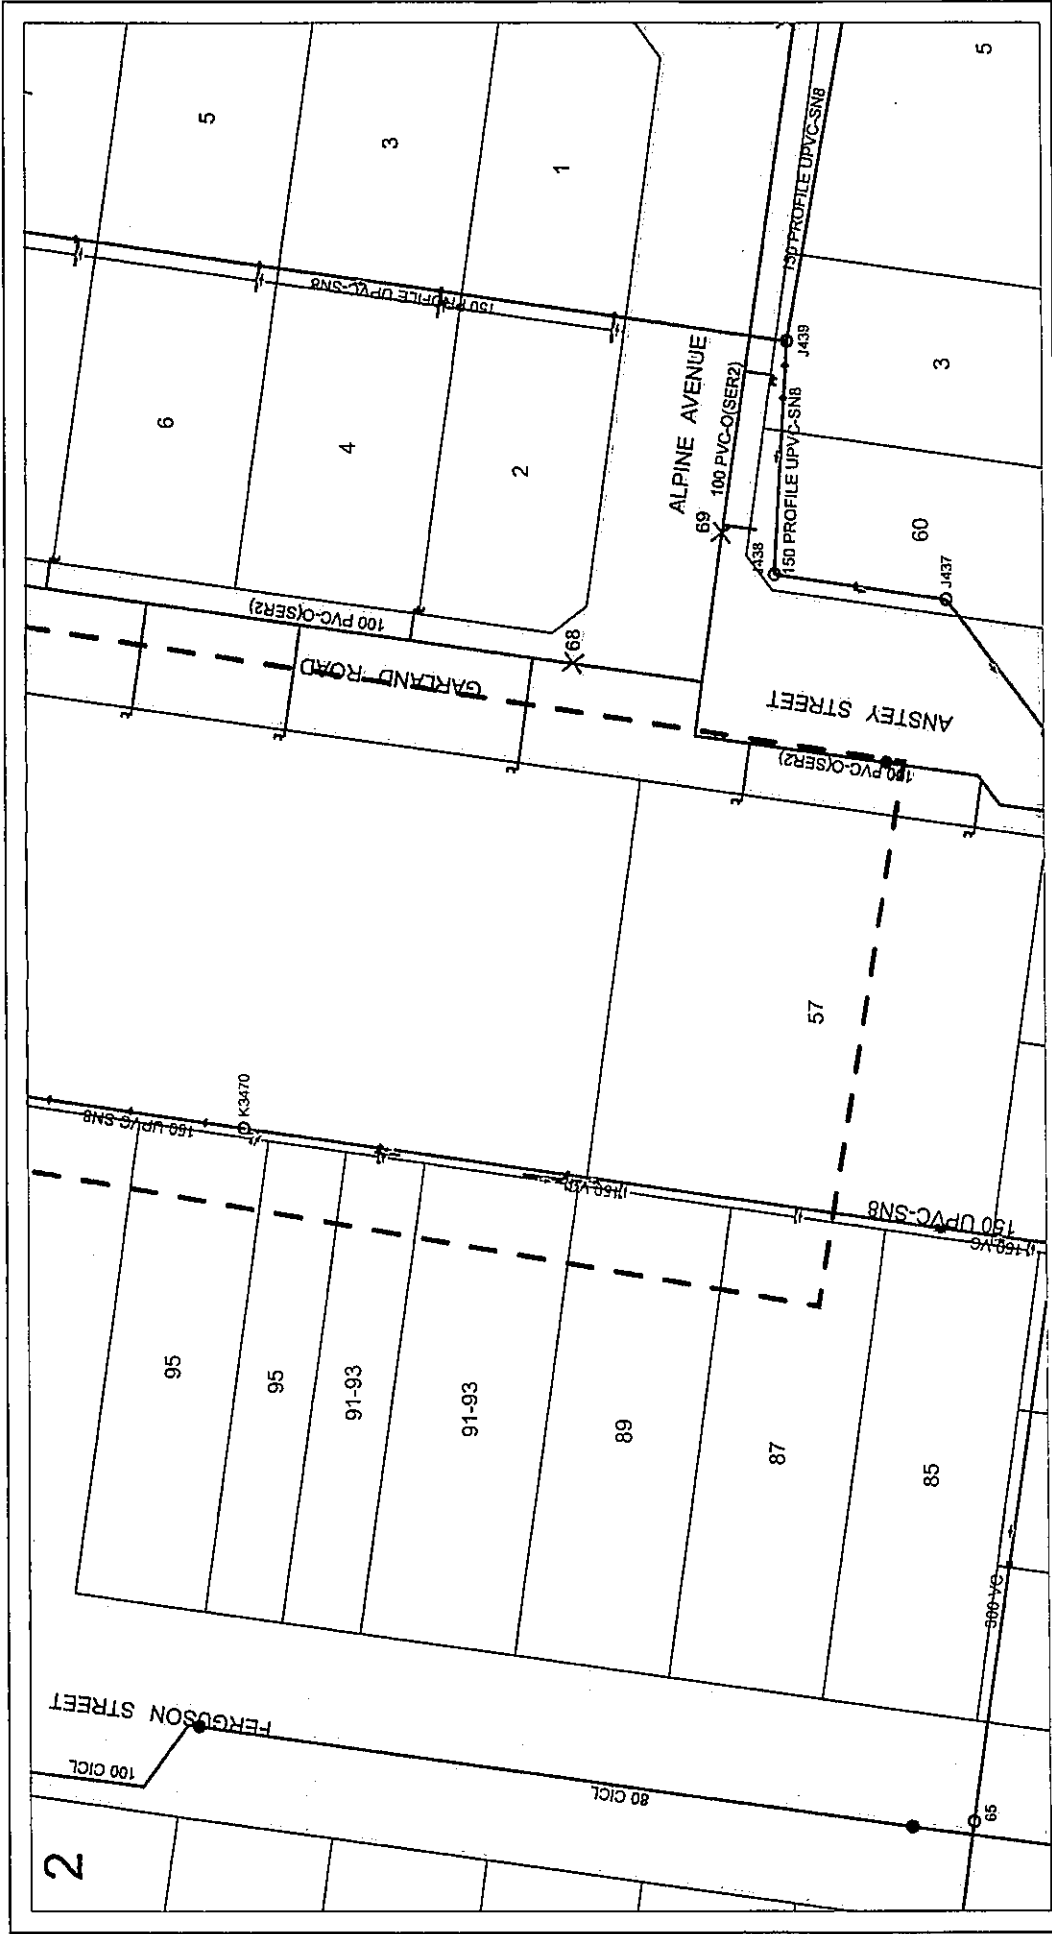 2
FERGUSON STREET
100 CICL
80 CICL
65
300 VC
95
95
91-93
91-93
89
87
85
150 UPVC-SN8
K3470
150 VC
150 UPVC-SN8
150 VC
57
GARLAND ROAD
100 PVC-O(SER2)
68
ANSTEY STREET
100 PVC-O(SER2)
6
4
2
5
3
1
150 PROFILE UPVC-SN8
ALPINE AVENUE
69
100 PVC-O(SER2)
J438
150 PROFILE UPVC-SN8
J437
J439
150 PROFILE UPVC-SN8
60
3
5